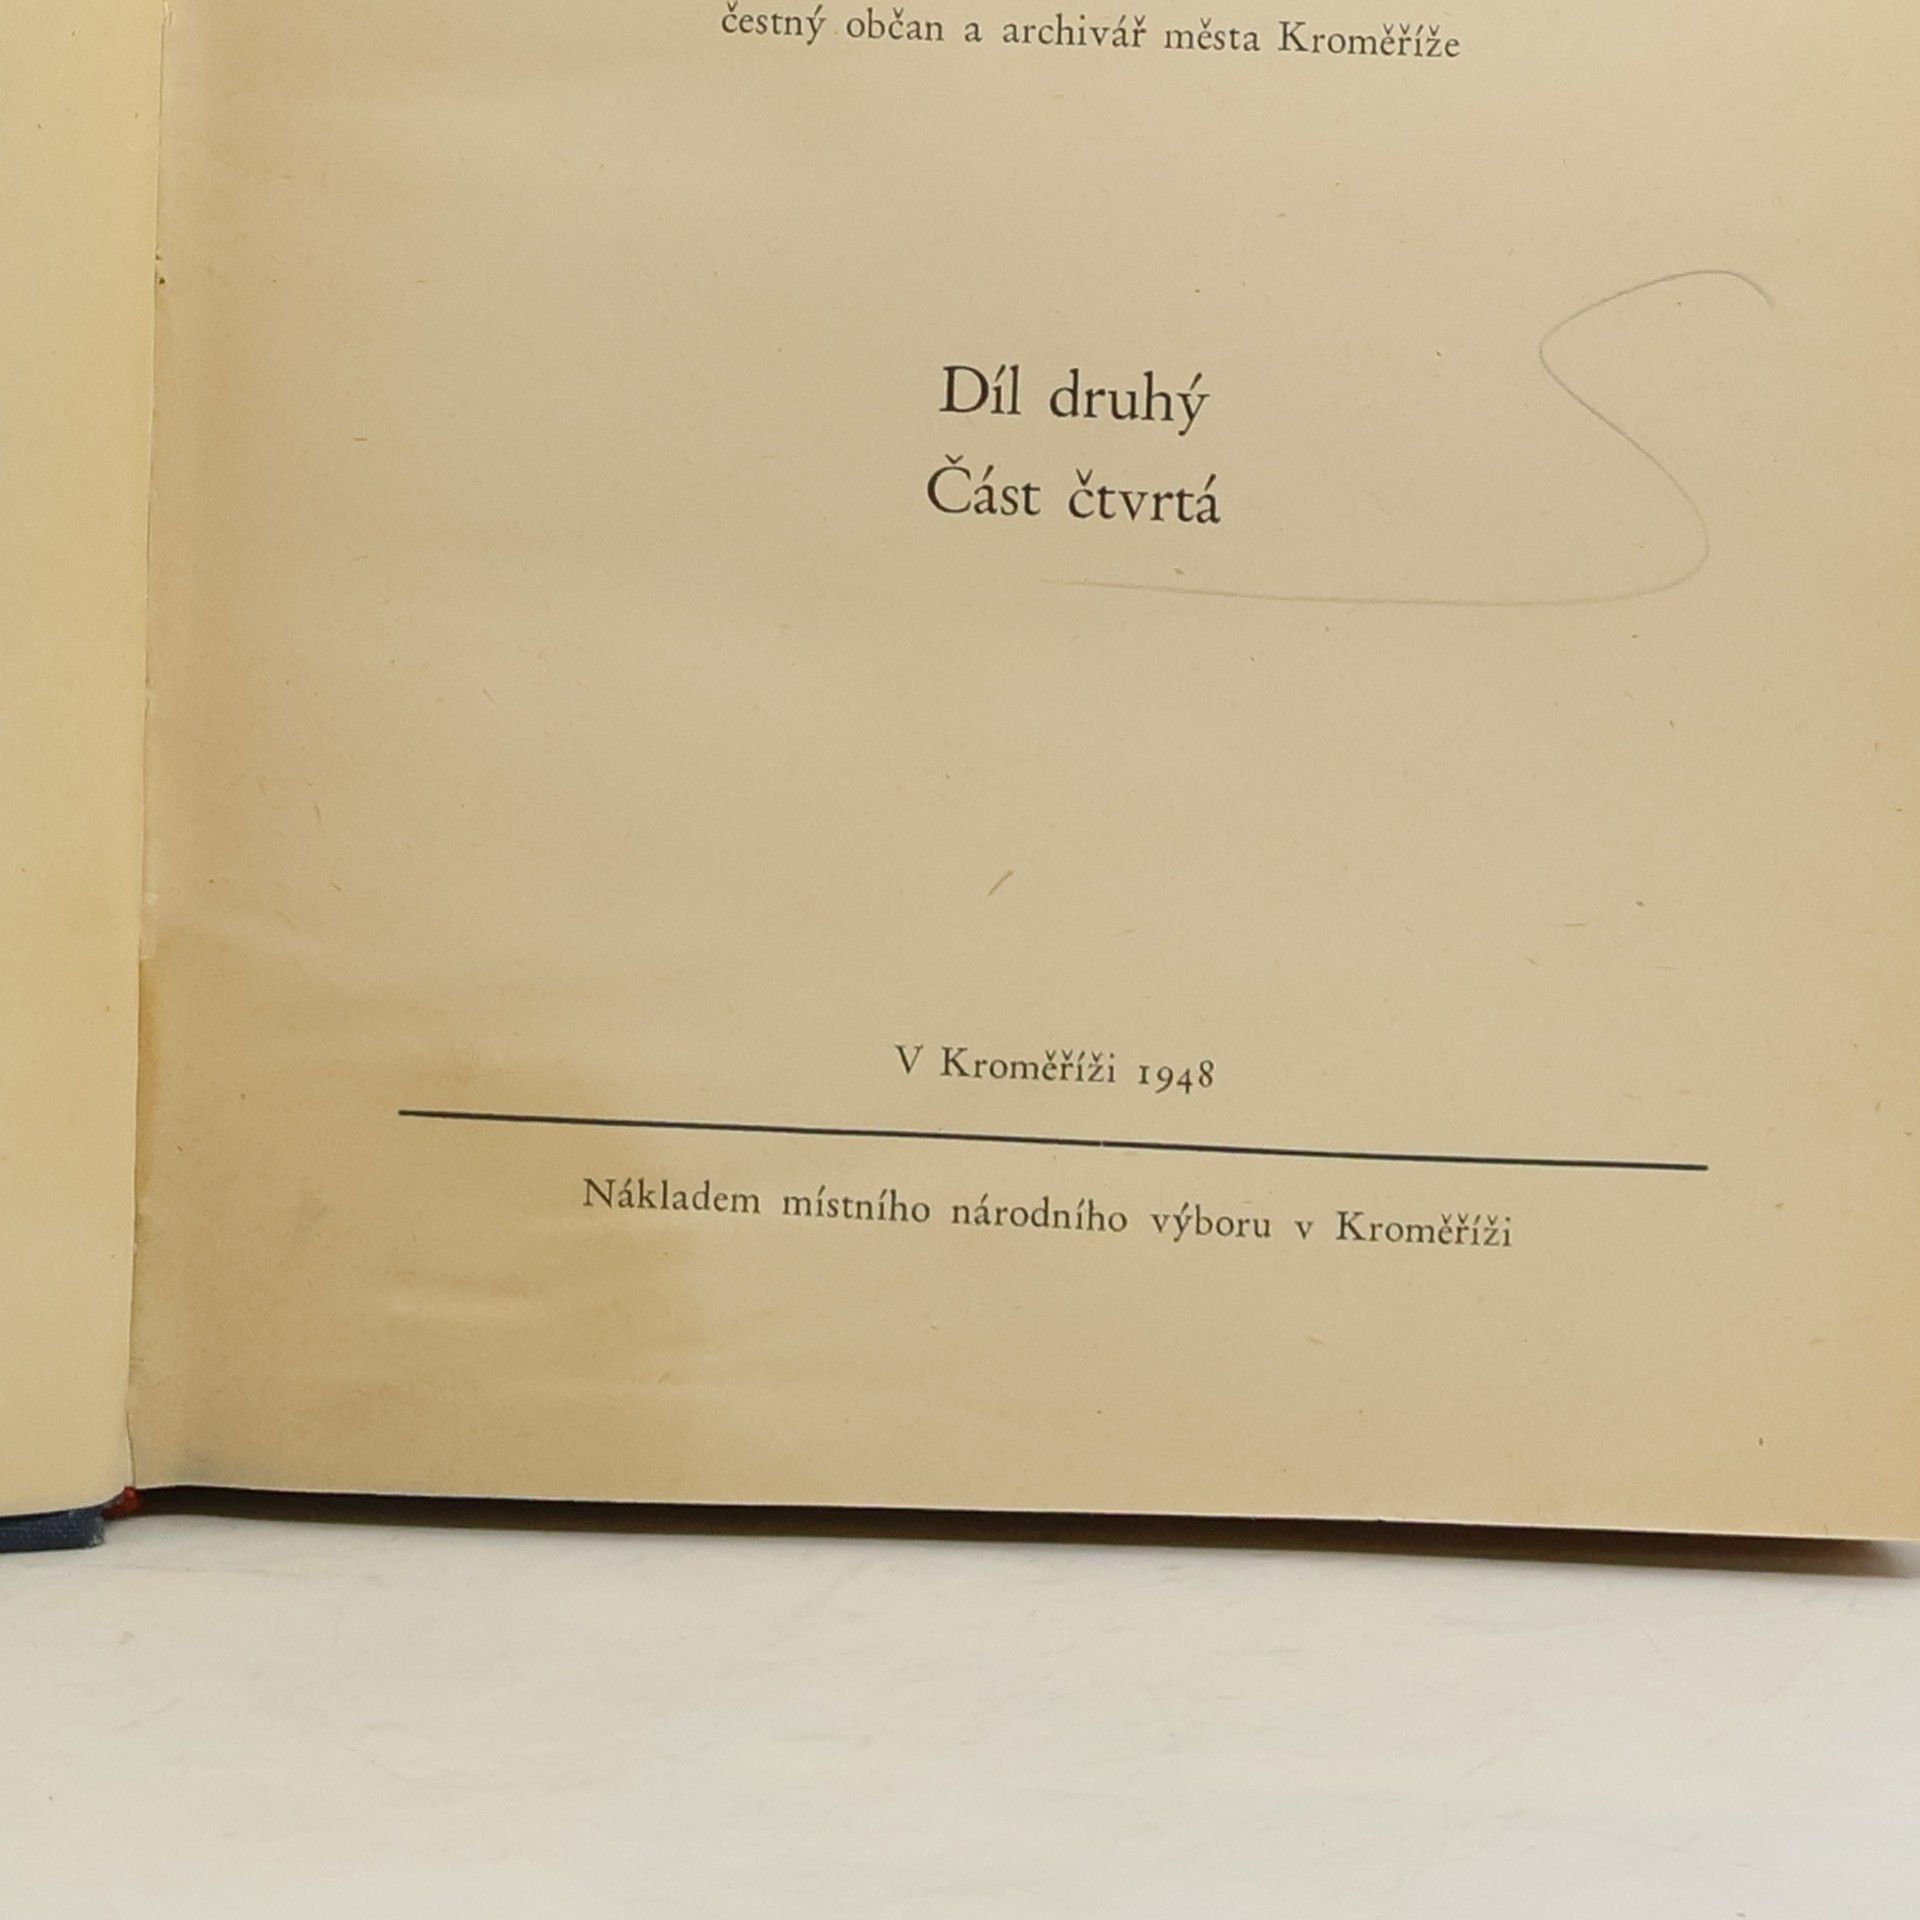 čestný občan a archivář města Kroměříže
Díl druhý
Část čtvrtá
V Kroměříži 1948
Nákladem místního národního výboru v Kroměříži